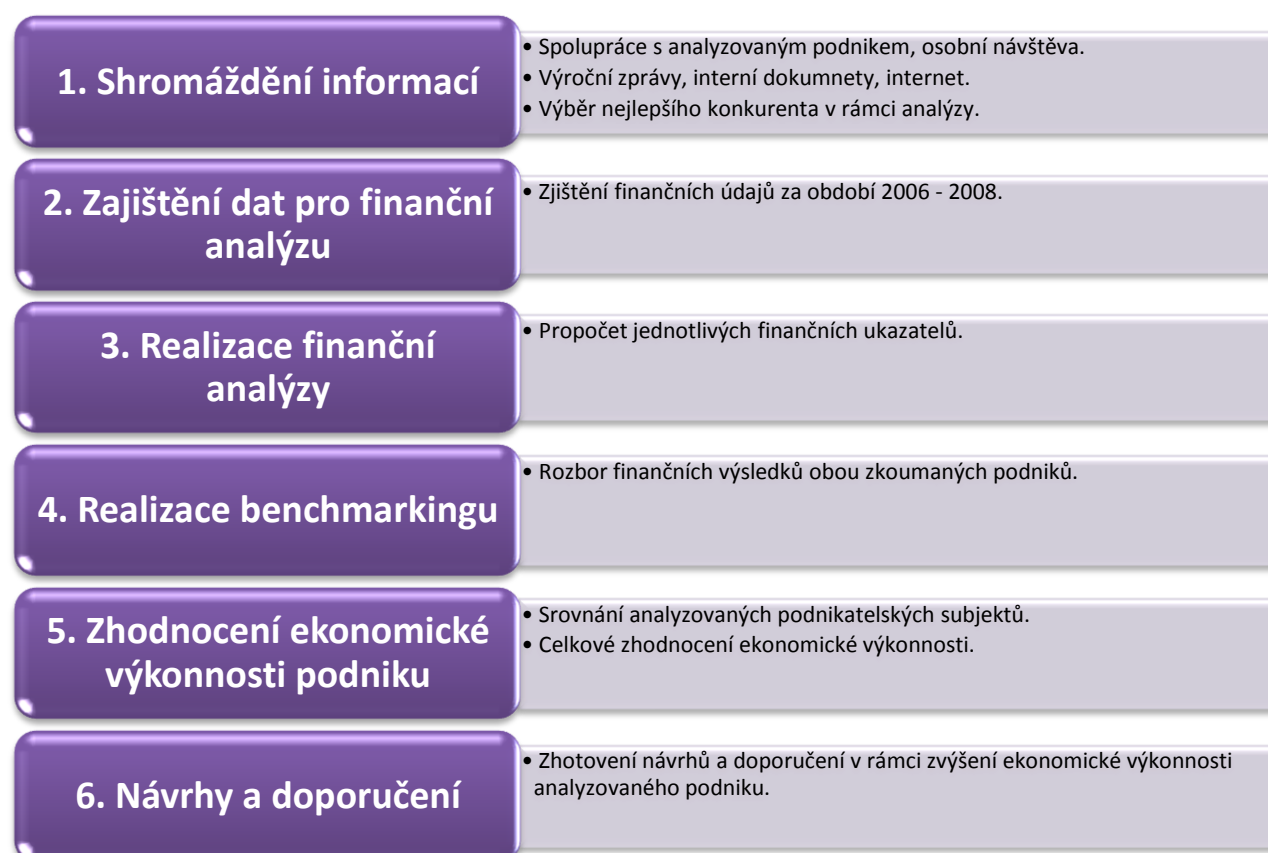 1. Shromáždění informací
• Spolupráce s analyzovaným podnikem, osobní návštěva.
• Výroční zprávy, interní dokumnety, internet.
• Výběr nejlepšího konkurenta v rámci analýzy.
2. Zajištění dat pro finanční
analýzu
• Zjištění finančních údajů za období 2006 - 2008.
3. Realizace finanční
analýzy
• Propočet jednotlivých finančních ukazatelů.
4. Realizace benchmarkingu
• Rozbor finančních výsledků obou zkoumaných podniků.
5. Zhodnocení ekonomické
výkonnosti podniku
• Srovnání analyzovaných podnikatelských subjektů.
• Celkové zhodnocení ekonomické výkonnosti.
6. Návrhy a doporučení
• Zhotovení návrhů a doporučení v rámci zvýšení ekonomické výkonnosti
analyzovaného podniku.